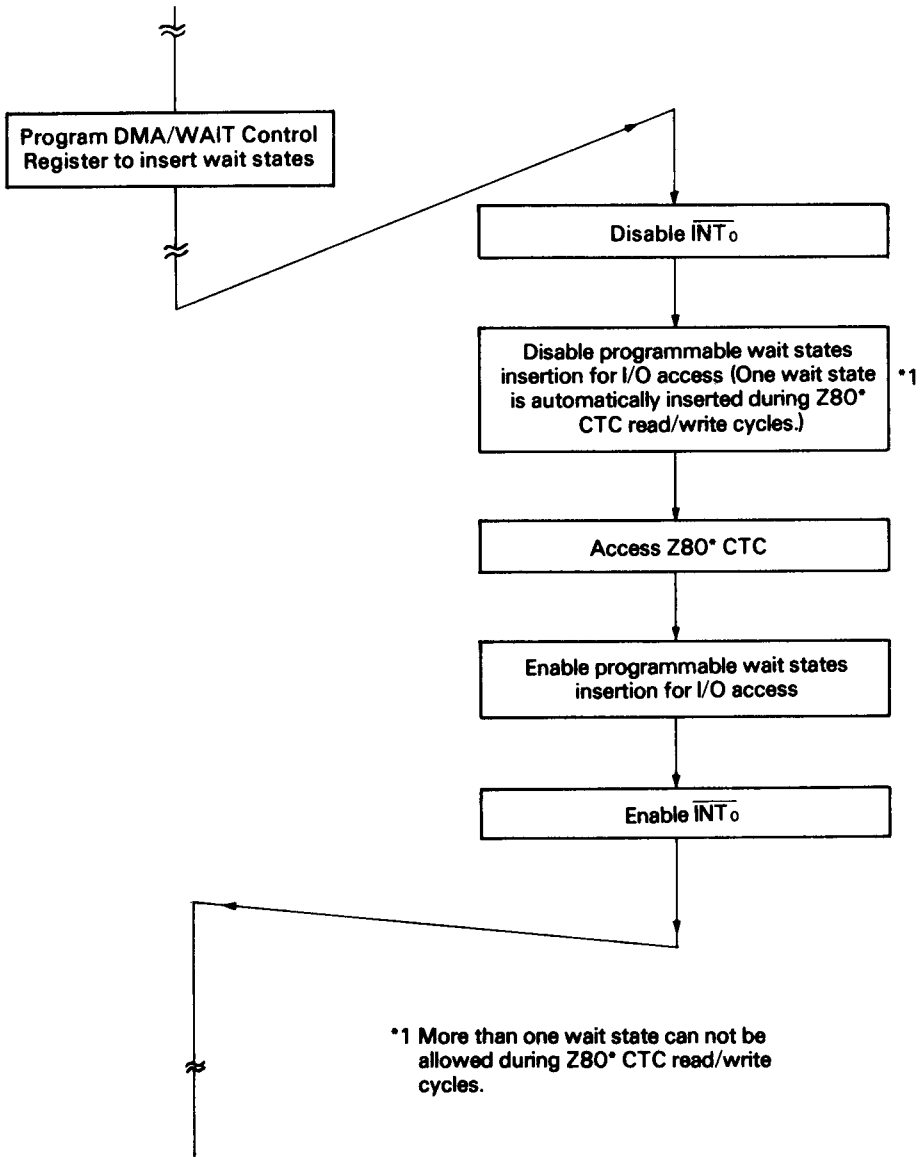 Program DMA/WAIT Control
Register to insert wait states
Disable INT0
Disable programmable wait states
insertion for I/O access (One wait state
is automatically inserted during Z80*
CTC read/write cycles.)
*1
Access Z80* CTC
Enable programmable wait states
insertion for I/O access
Enable INT0
*1 More than one wait state can not be
allowed during Z80* CTC read/write
cycles.